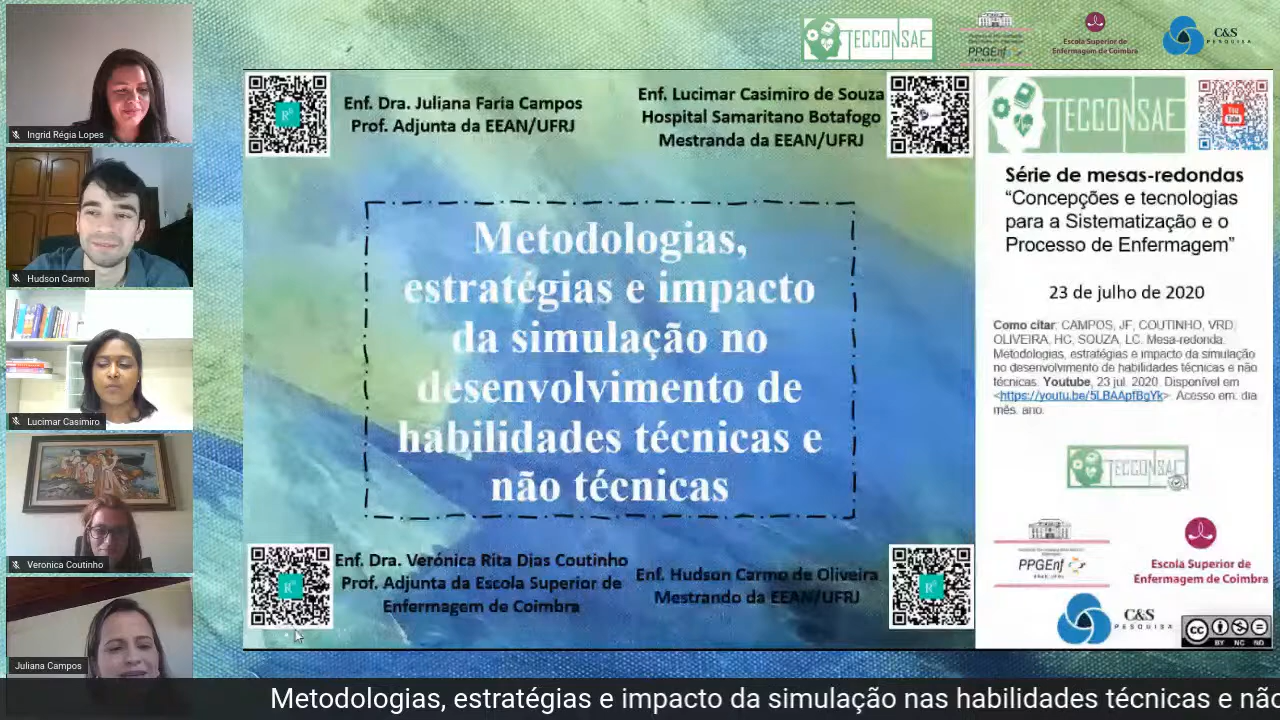 Ingrid Régia Lopes
Hudson Carmo
Lucimar Casimiro
Veronica Coutinho
Juliana Campos
TECCONSAE
PPGEnf
Escola Superior de
Enfermagem de Coimbra
C&S
PESQUISA
Enf. Dra. Juliana Faria Campos
Prof. Adjunta da EEAN/UFRJ
Enf. Lucimar Casimiro de Souza
Hospital Samaritano Botafogo
Mestranda da EEAN/UFRJ
Metodologias,
estratégias e impacto
da simulação no
desenvolvimento de
habilidades técnicas e
não técnicas
Enf. Dra. Verónica Rita Dias Coutinho
Prof. Adjunta da Escola Superior de
Enfermagem de Coimbra
Enf. Hudson Carmo de Oliveira
Mestrando da EEAN/UFRJ
TECCONSAE
You
Tube
Série de mesas-redondas
“Concepções e tecnologias
para a Sistematização e o
Processo de Enfermagem”
23 de julho de 2020
Como citar: CAMPOS, JF, COUTINHO, VRD,
OLIVEIRA, HC, SOUZA, LC. Mesa-redonda:
Metodologias, estratégias e impacto da simulação
no desenvolvimento de habilidades técnicas e não
técnicas. Youtube, 23 jul. 2020. Disponível em
<https://youtu.be/5LBAApfBgYk>. Acesso em: dia
mês. ano.
TECCONSAE
PPGEnf
Escola Superior de
Enfermagem de Coimbra
C&S
PESQUISA
CC
BY NC ND
Metodologias, estratégias e impacto da simulação nas habilidades técnicas e não